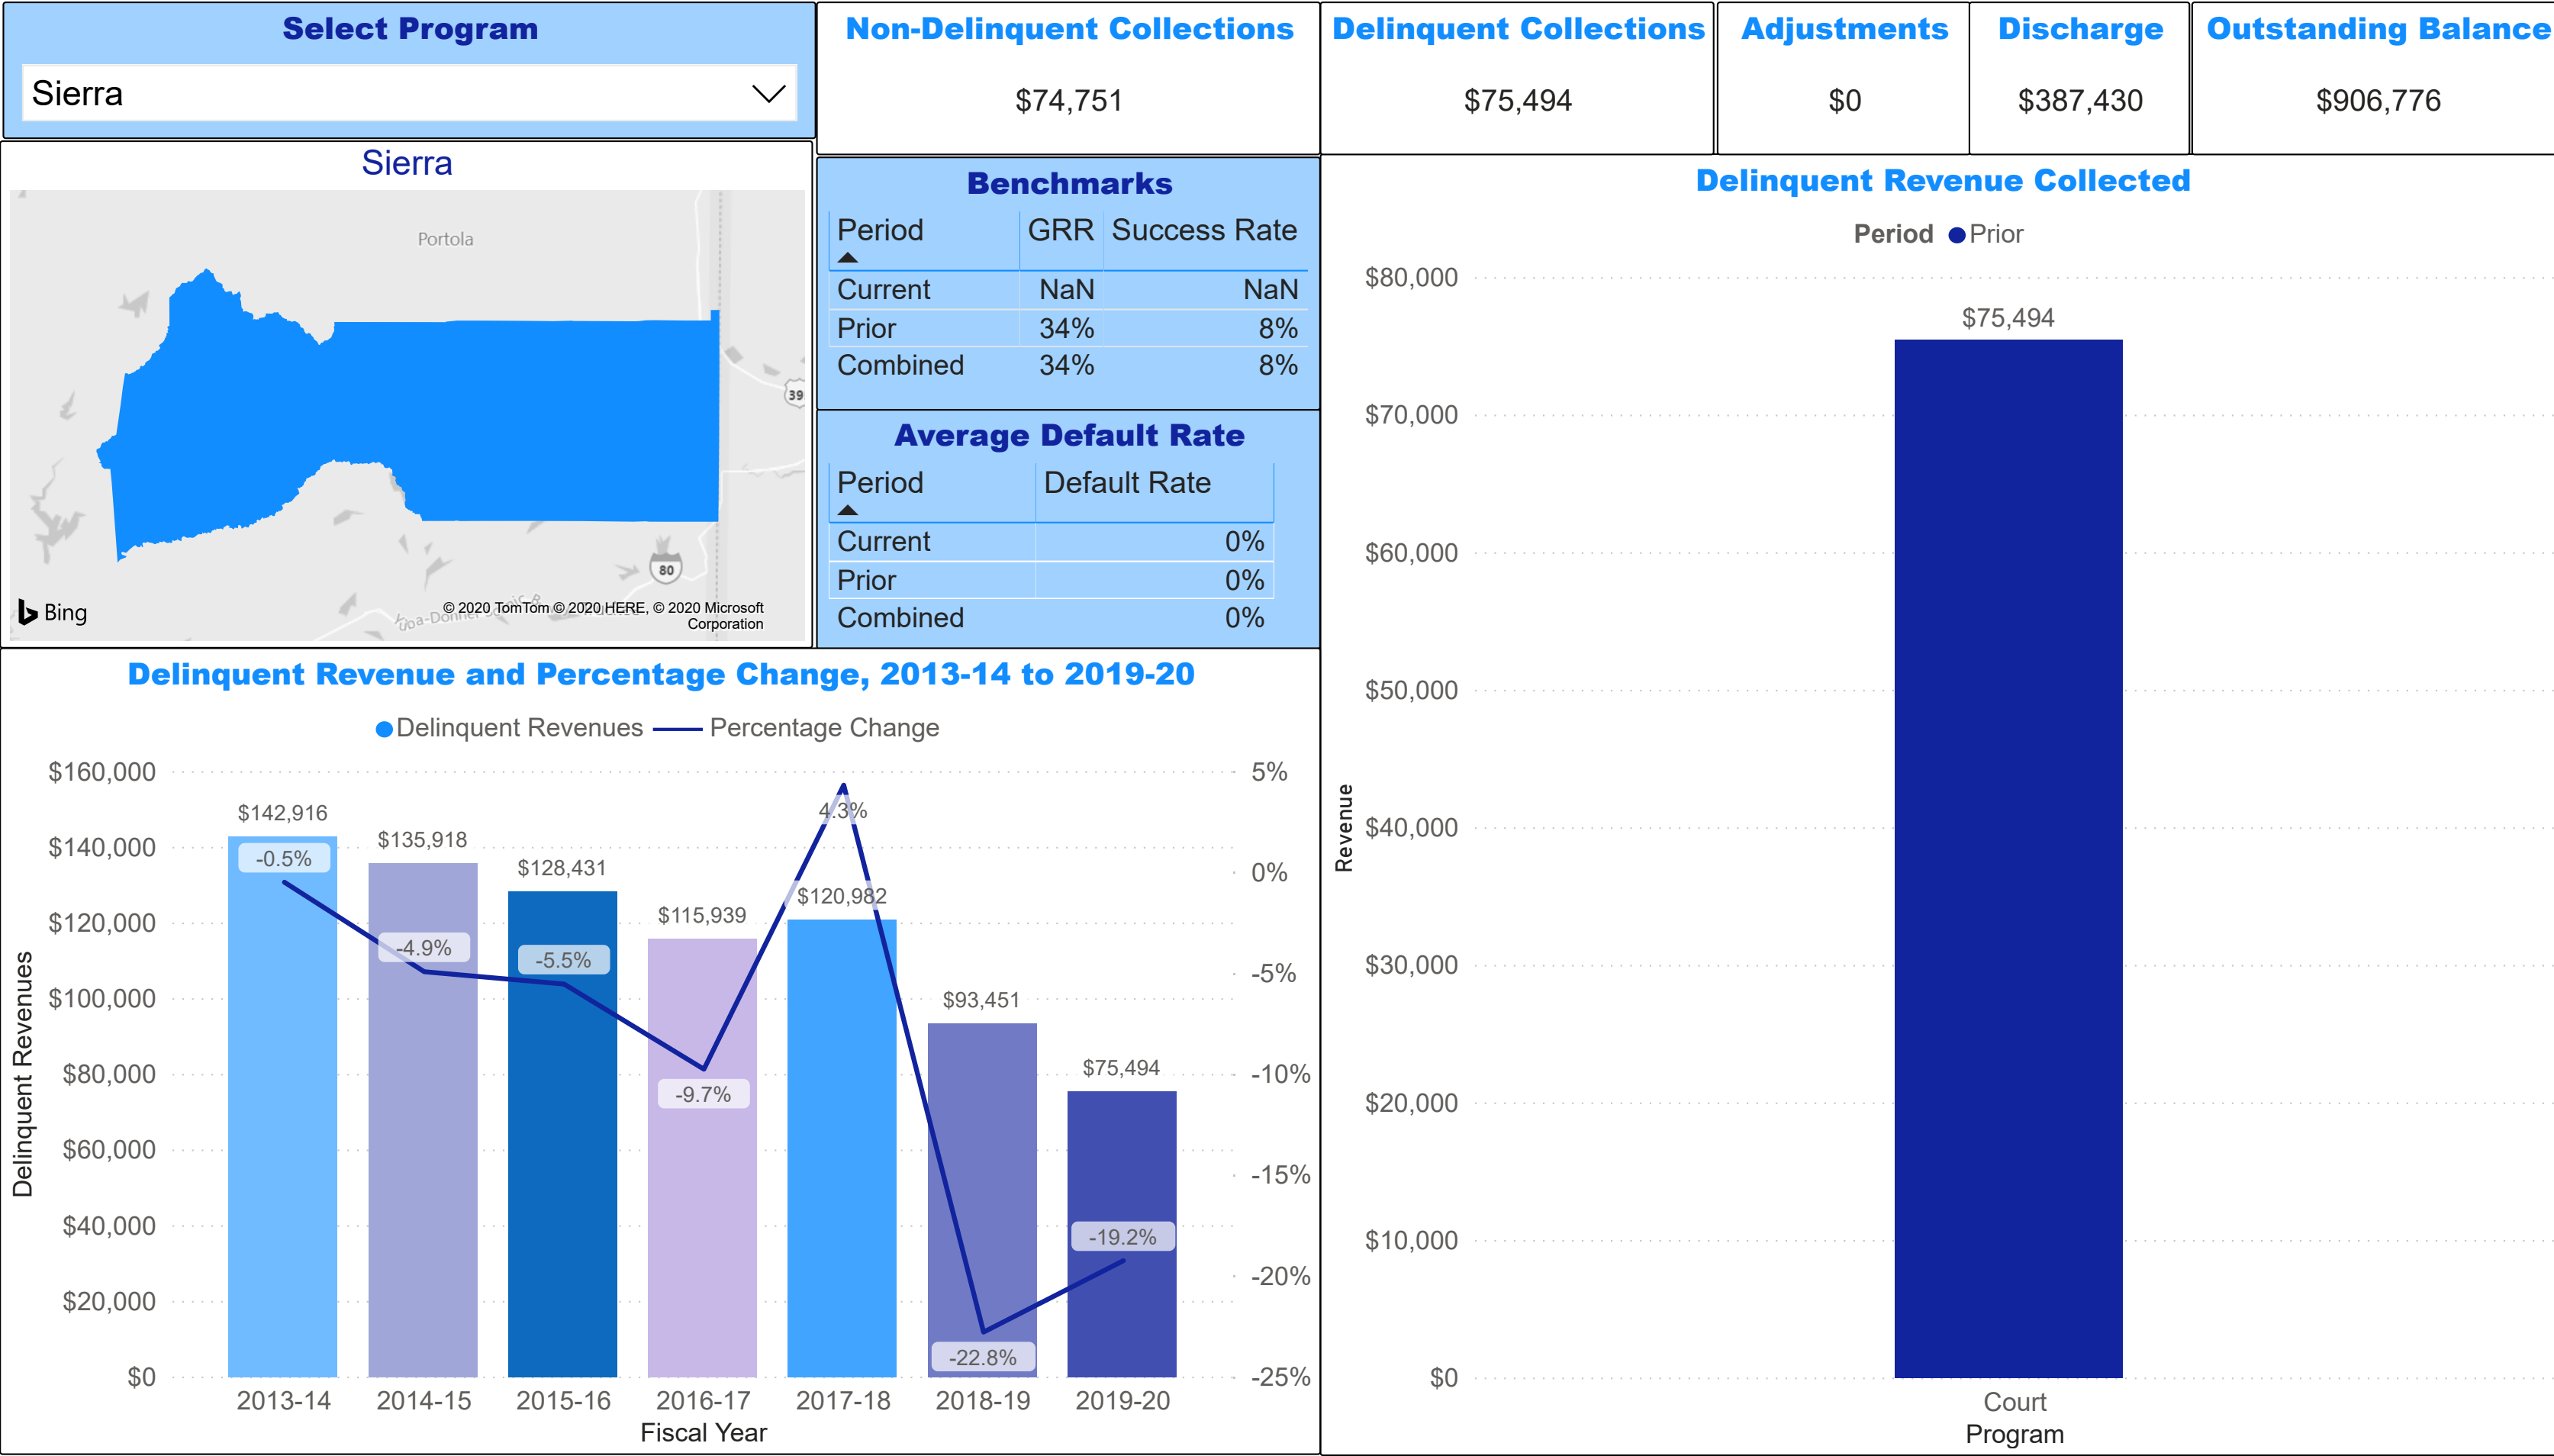 Select Program
Sierra
Non-Delinquent Collections
$74,751
Delinquent Collections
$75,494
Adjustments
$0
Discharge
$387,430
Outstanding Balance
$906,776
Sierra
Portola
39
80
Bing
© 2020 TomTom © 2020 HERE, © 2020 Microsoft
Corporation
Benchmarks
Period GRR Success Rate
Current NaN NaN
Prior 34% 8%
Combined 34% 8%
Average Default Rate
Period Default Rate
Current 0%
Prior 0%
Combined 0%
Delinquent Revenue and Percentage Change, 2013-14 to 2019-20
Delinquent Revenues Percentage Change
Delinquent Revenues
$160,000
$140,000
$120,000
$100,000
$80,000
$60,000
$40,000
$20,000
$0
$142,916
$135,918
$128,431
$115,939
$120,982
$93,451
$75,494
-0.5%
-4.9%
-5.5%
-9.7%
4.3%
-22.8%
-19.2%
5%
0%
-5%
-10%
-15%
-20%
-25%
2013-14 2014-15 2015-16 2016-17 2017-18 2018-19 2019-20
Fiscal Year
Delinquent Revenue Collected
Period Prior
Revenue
$80,000
$70,000
$60,000
$50,000
$40,000
$30,000
$20,000
$10,000
$0
$75,494
Court
Program